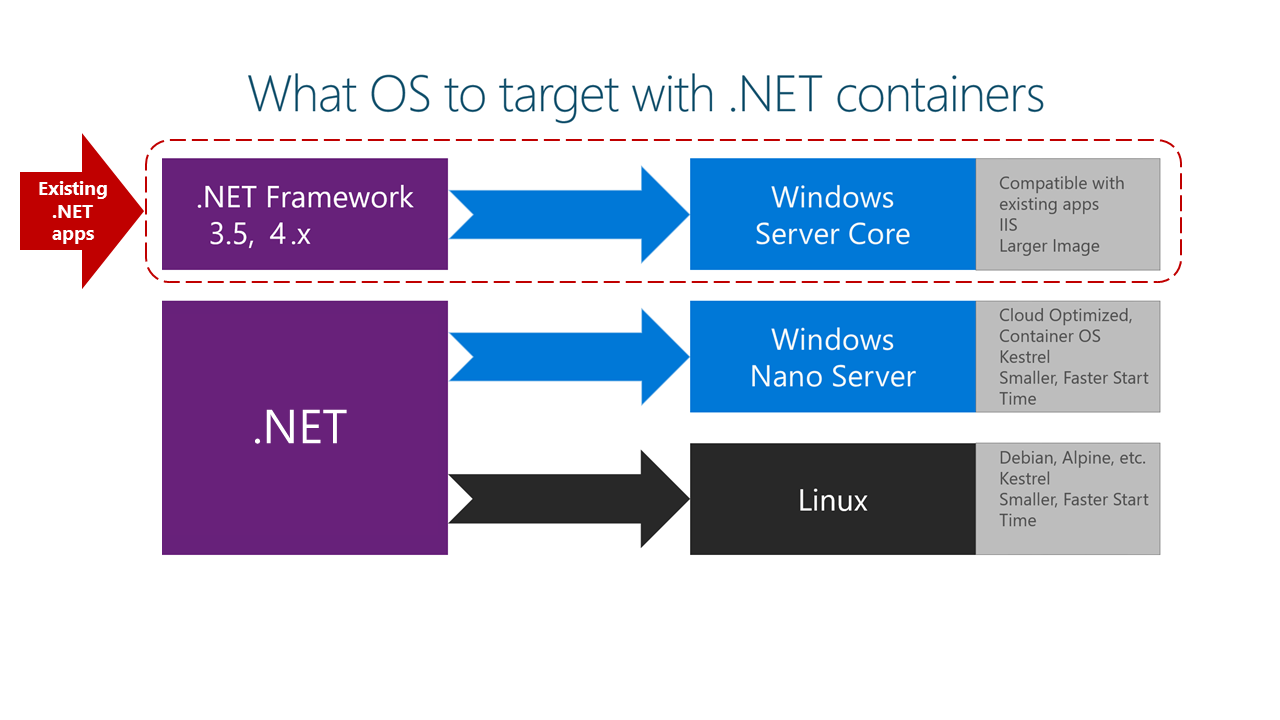 What OS to target with .NET containers
Existing
.NET
apps
.NET Framework
3.5, 4.x
Windows
Server Core
Compatible with
existing apps
IIS
Larger Image
.NET
Windows
Nano Server
Cloud Optimized,
Container OS
Kestrel
Smaller, Faster Start
Time
Linux
Debian, Alpine, etc.
Kestrel
Smaller, Faster Start
Time